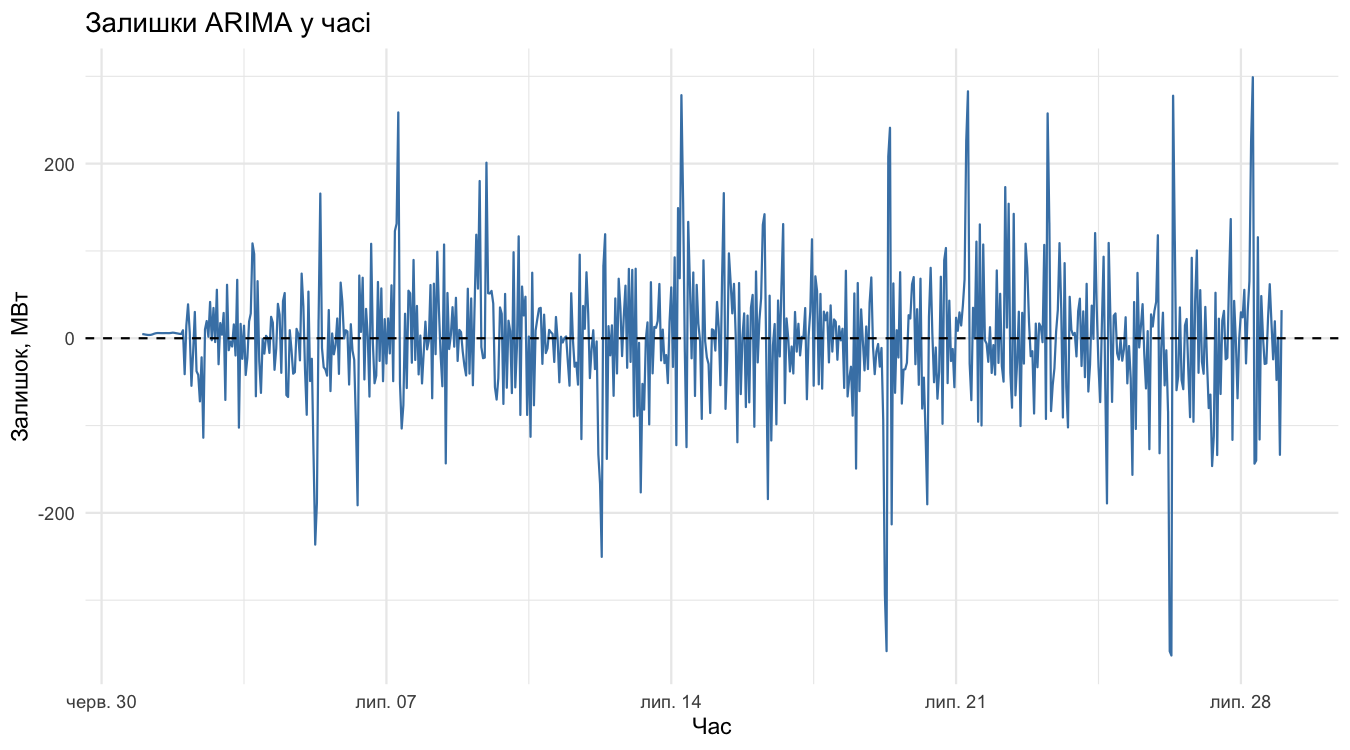 Залишки ARIMA у часі
Залишок, МВт
200
0
-200
черв. 30
лип. 07
лип. 14
лип. 21
лип. 28
Час